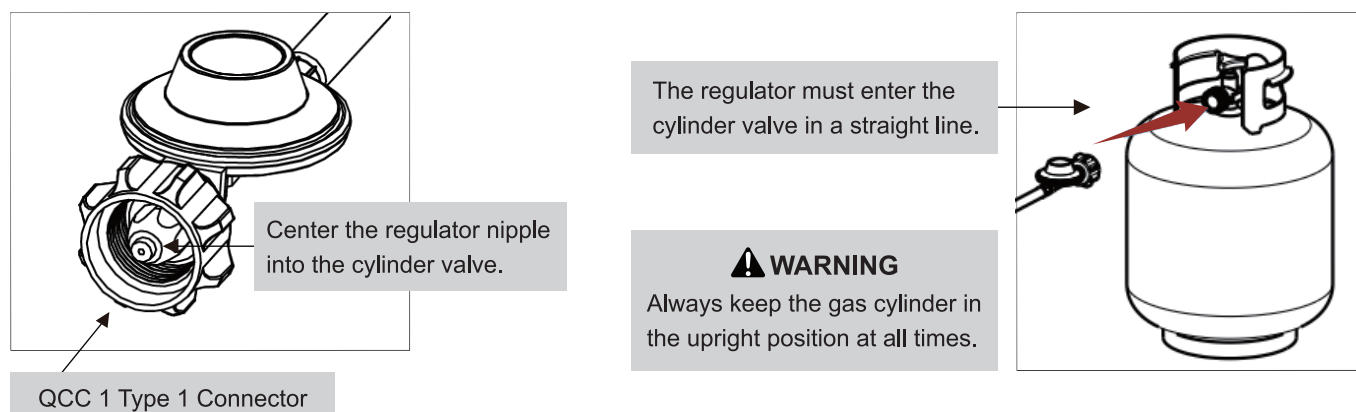 Center the regulator nipple
into the cylinder valve.
QCC 1 Type 1 Connector
The regulator must enter the
cylinder valve in a straight line.
WARNING
Always keep the gas cylinder in
the upright position at all times.